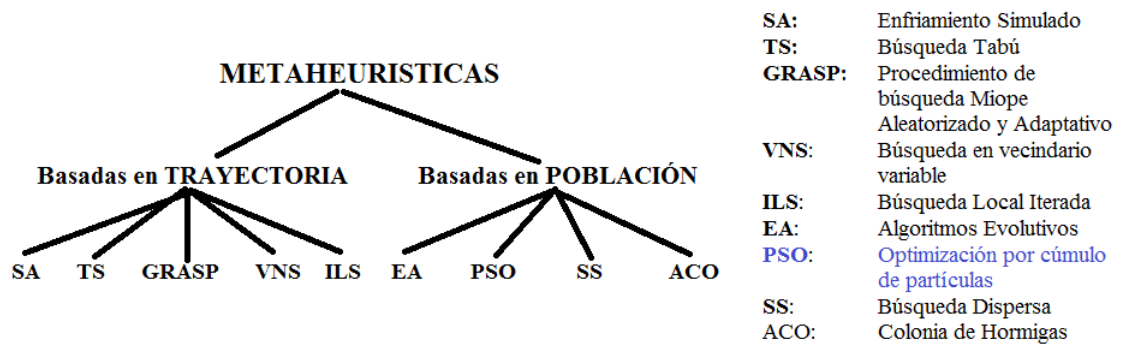 METAHEURISTICAS
Basadas en TRAYECTORIA
Basadas en POBLACIÓN
SA
TS
GRASP
VNS
ILS
EA
PSO
SS
ACO
SA: Enfriamiento Simulado
TS: Búsqueda Tabú
GRASP: Procedimiento de
búsqueda Miope
Aleatorizado y Adaptativo
VNS: Búsqueda en vecindario
variable
ILS: Búsqueda Local Iterada
EA: Algoritmos Evolutivos
PSO: Optimización por cúmulo
de partículas
SS: Búsqueda Dispersa
ACO: Colonia de Hormigas